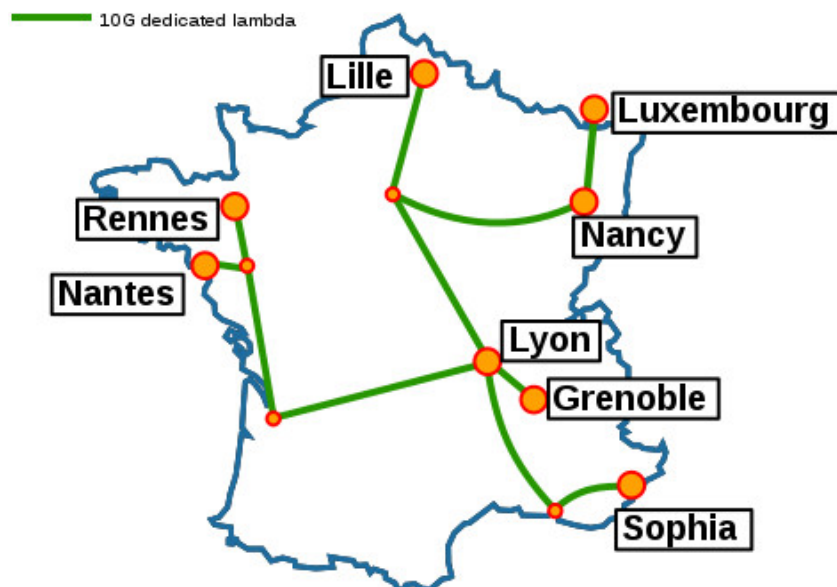 10G dedicated lambda
Lille
Luxembourg
Rennes
Nancy
Nantes
Lyon
Grenoble
Sophia